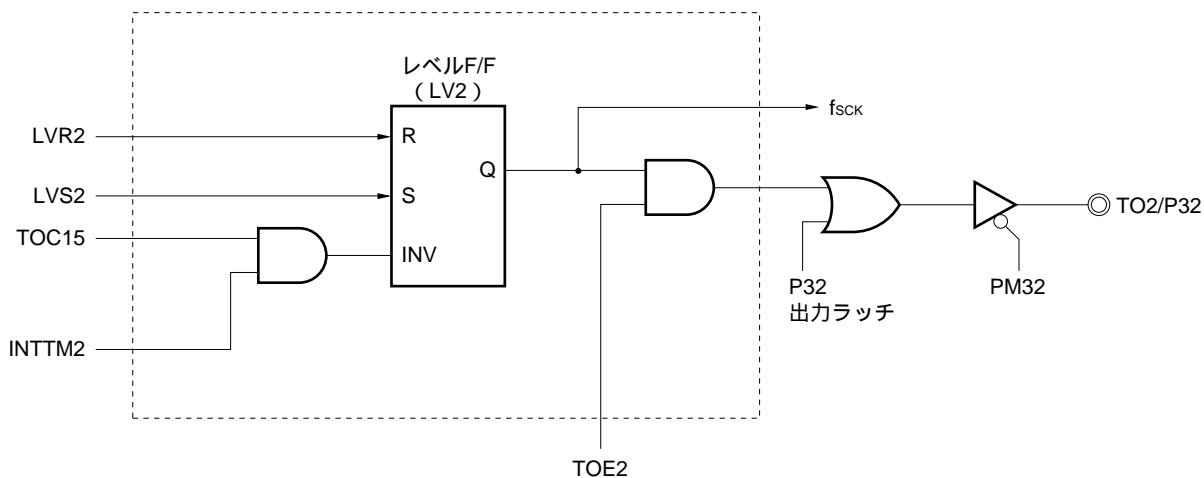 レベルF/F
(LV2)
fSCK
LVR2
R
Q
LVS2
S
TO2/P32
TOC15
INV
P32
出力ラッチ
PM32
INTTM2
TOE2